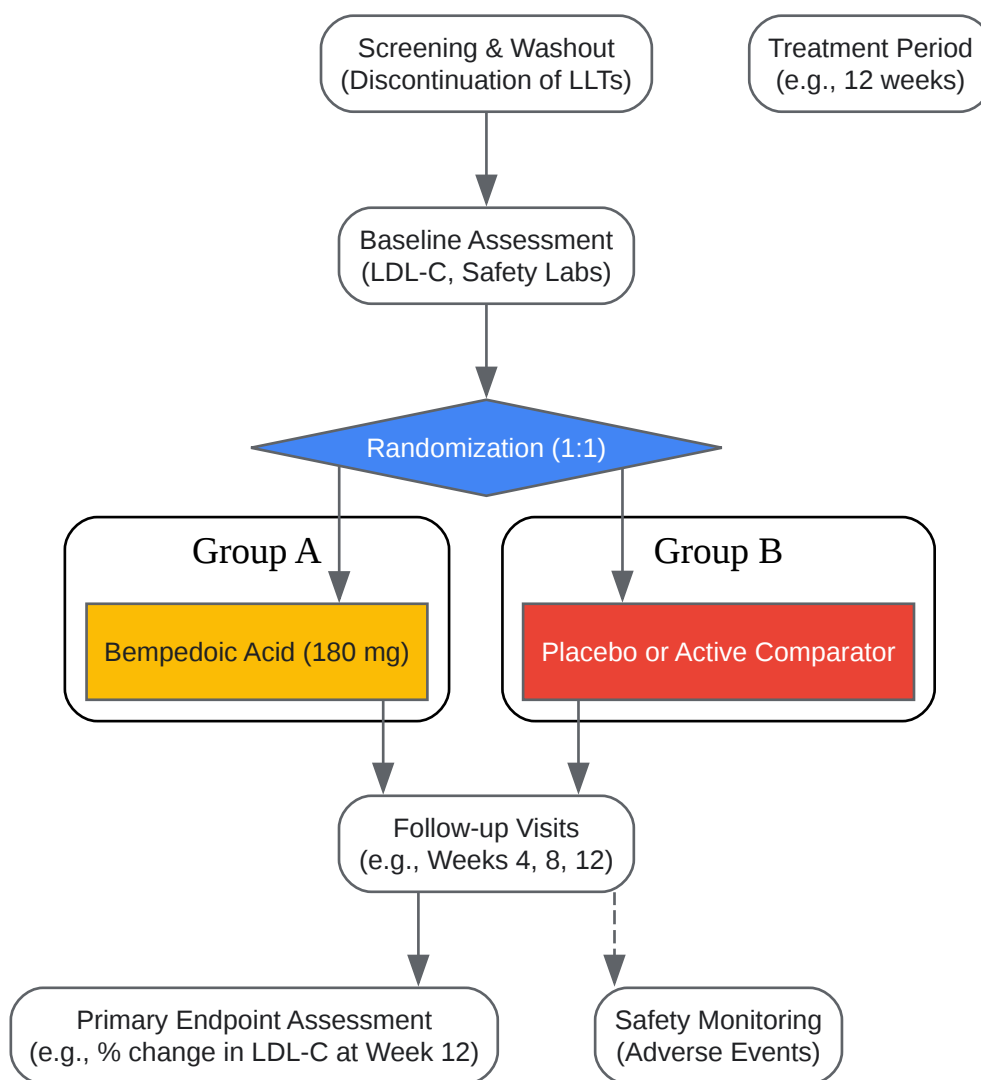 Screening & Washout
(Discontinuation of LLTs)
Treatment Period
(e.g., 12 weeks)
Baseline Assessment
(LDL-C, Safety Labs)
Randomization (1:1)
Group A
Group B
Bempedoic Acid (180 mg)
Placebo or Active Comparator
Follow-up Visits
(e.g., Weeks 4, 8, 12)
Primary Endpoint Assessment
(e.g., % change in LDL-C at Week 12)
Safety Monitoring
(Adverse Events)